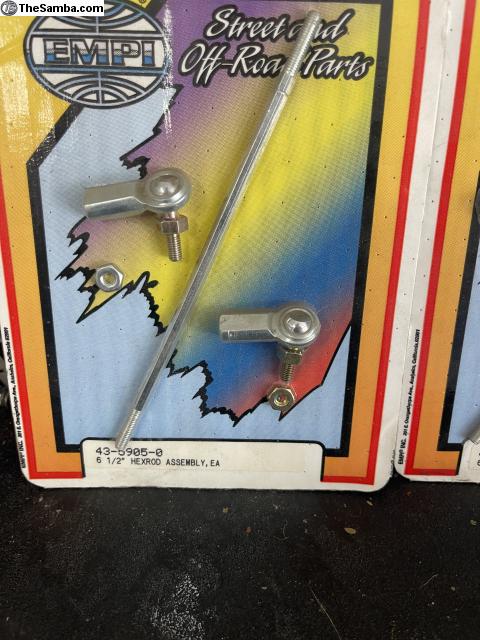 ©TheSamba.com
EMPI
Street and
Off-Road Parts
43-5905-0
6 1/2" HEXROD ASSEMBLY, EA